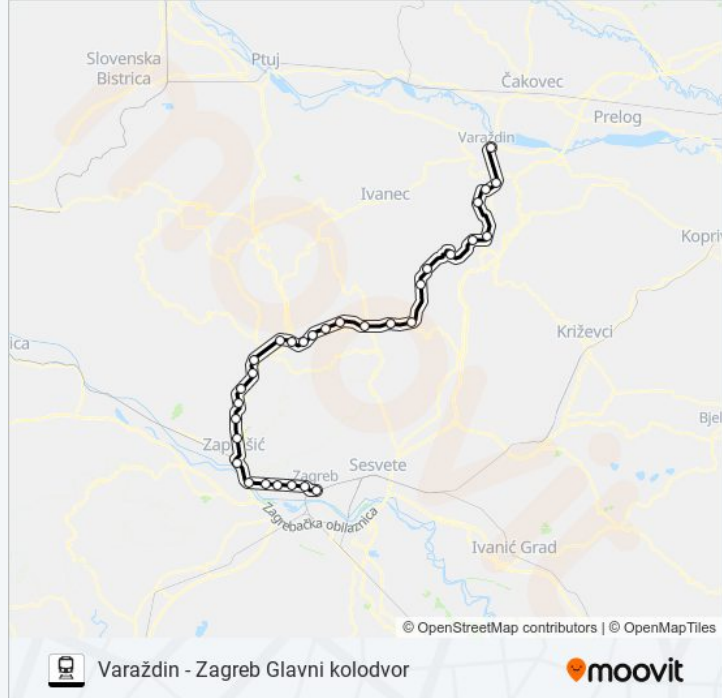 Slovenska
Bistrica
Ptuj
Čakovec
Prelog
Varaždin
Ivanec
Kopriv
Križevci
ica
Bjel
Zaprešić
Zagreb
Sesvete
Zagrebačka obilaznica
Ivanić Grad
moovit
© OpenStreetMap contributors | © OpenMapTiles
Varaždin - Zagreb Glavni kolodvor
moovit